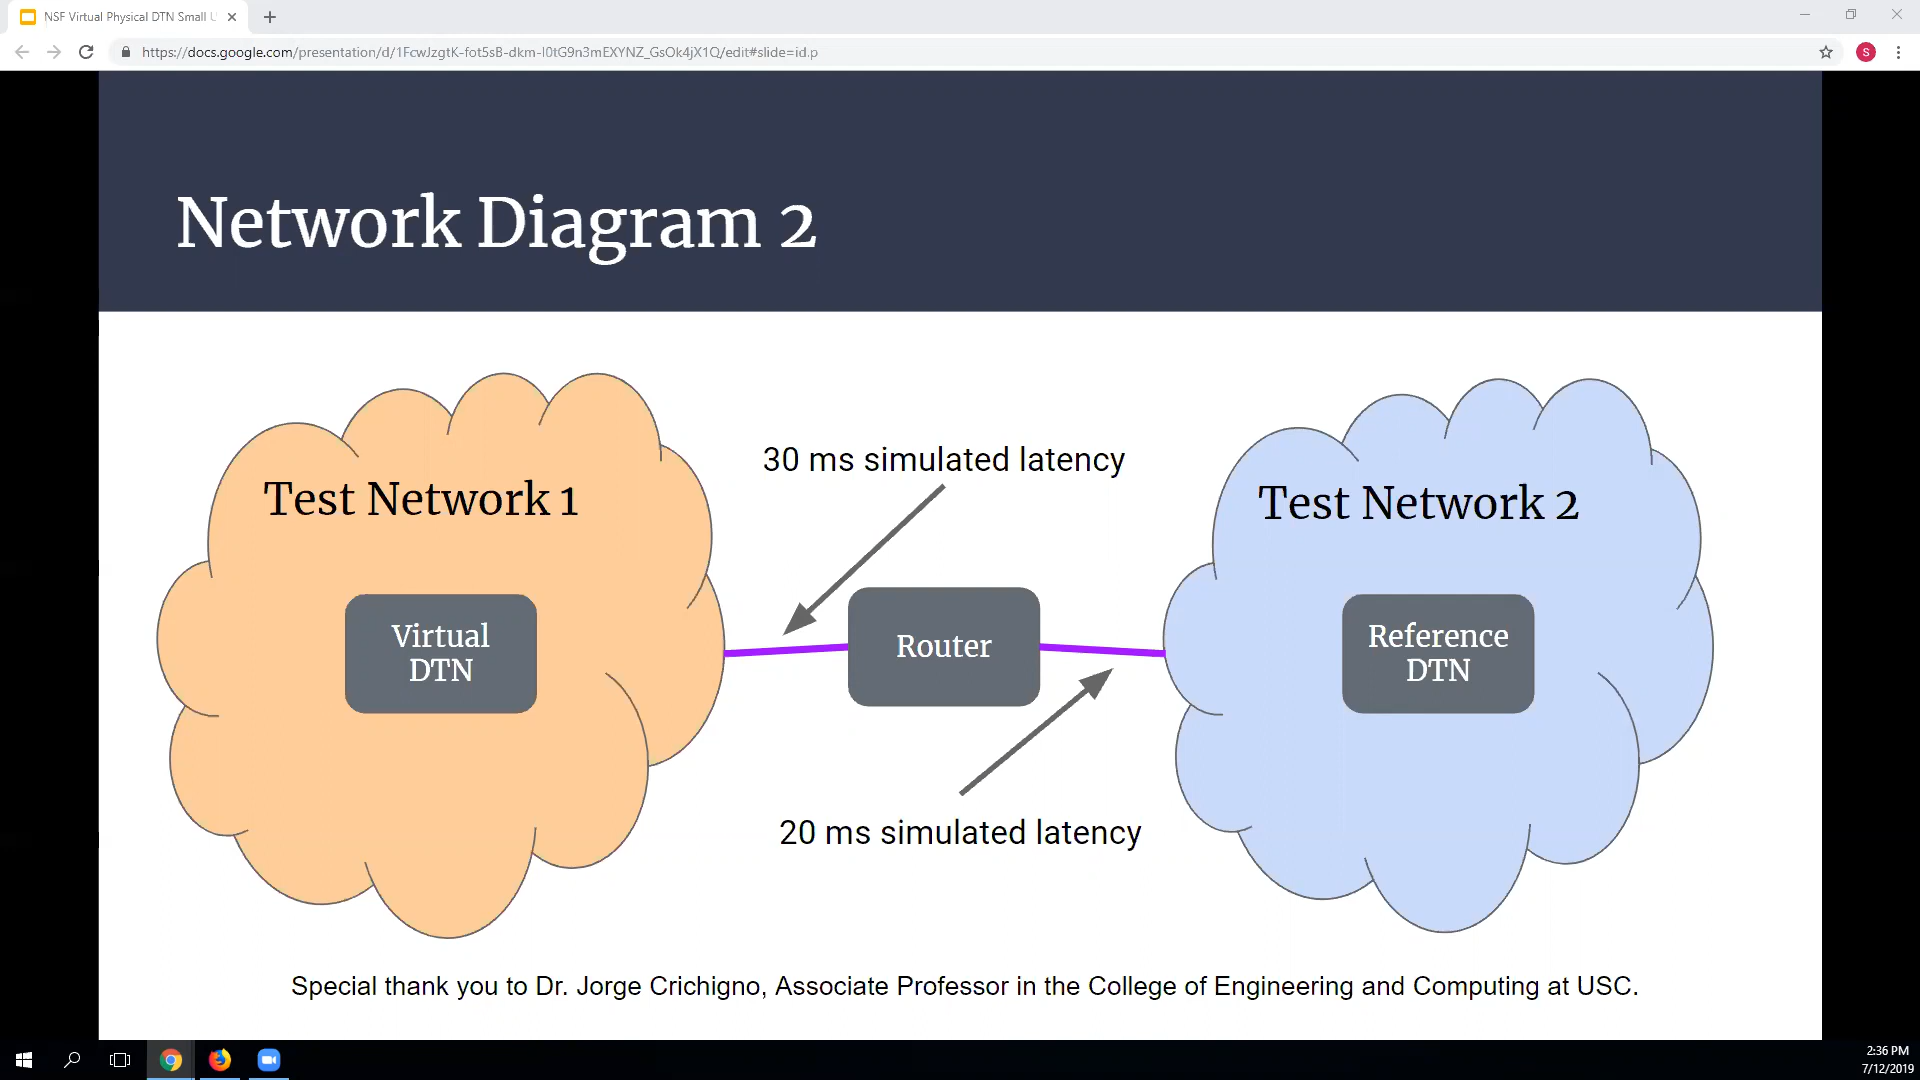 NSF Virtual Physical DTN Small U
https://docs.google.com/presentation/d/1FcwJzgtK-fot5sB-dkm-I0tG9n3mEXYNZ_GsOk4jX1Q/edit#slide=id.p
S
Network Diagram 2
30 ms simulated latency
Test Network 1
Test Network 2
Virtual
DTN
Router
Reference
DTN
20 ms simulated latency
Special thank you to Dr. Jorge Crichigno, Associate Professor in the College of Engineering and Computing at USC.
2:36 PM
7/12/2019